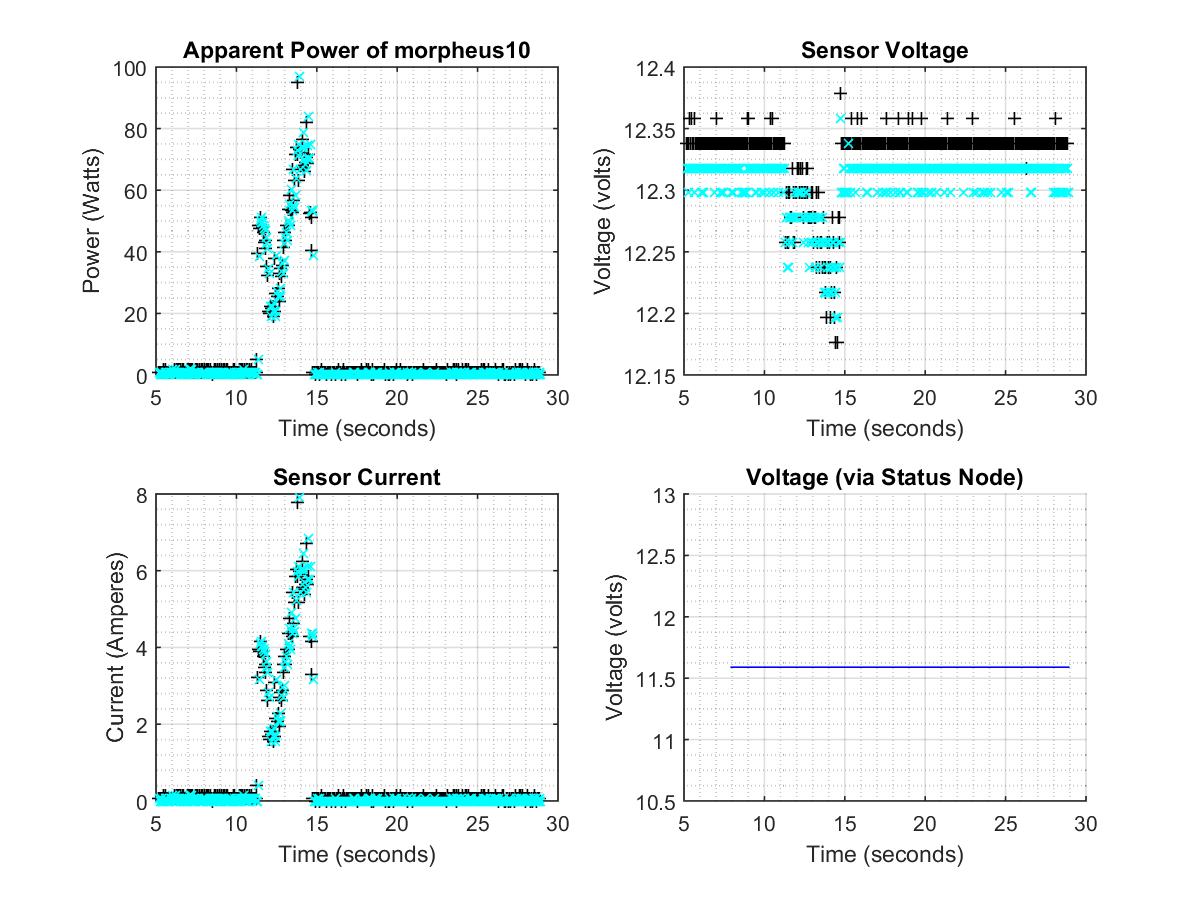 Apparent Power of morpheus10
100
80
60
40
20
0
Power (Watts)
5 10 15 20 25 30
Time (seconds)
Sensor Voltage
12.4
12.35
12.3
12.25
12.2
12.15
Voltage (volts)
5 10 15 20 25 30
Time (seconds)
Sensor Current
8
6
4
2
0
Current (Amperes)
5 10 15 20 25 30
Time (seconds)
Voltage (via Status Node)
13
12.5
12
11.5
11
10.5
Voltage (volts)
5 10 15 20 25 30
Time (seconds)